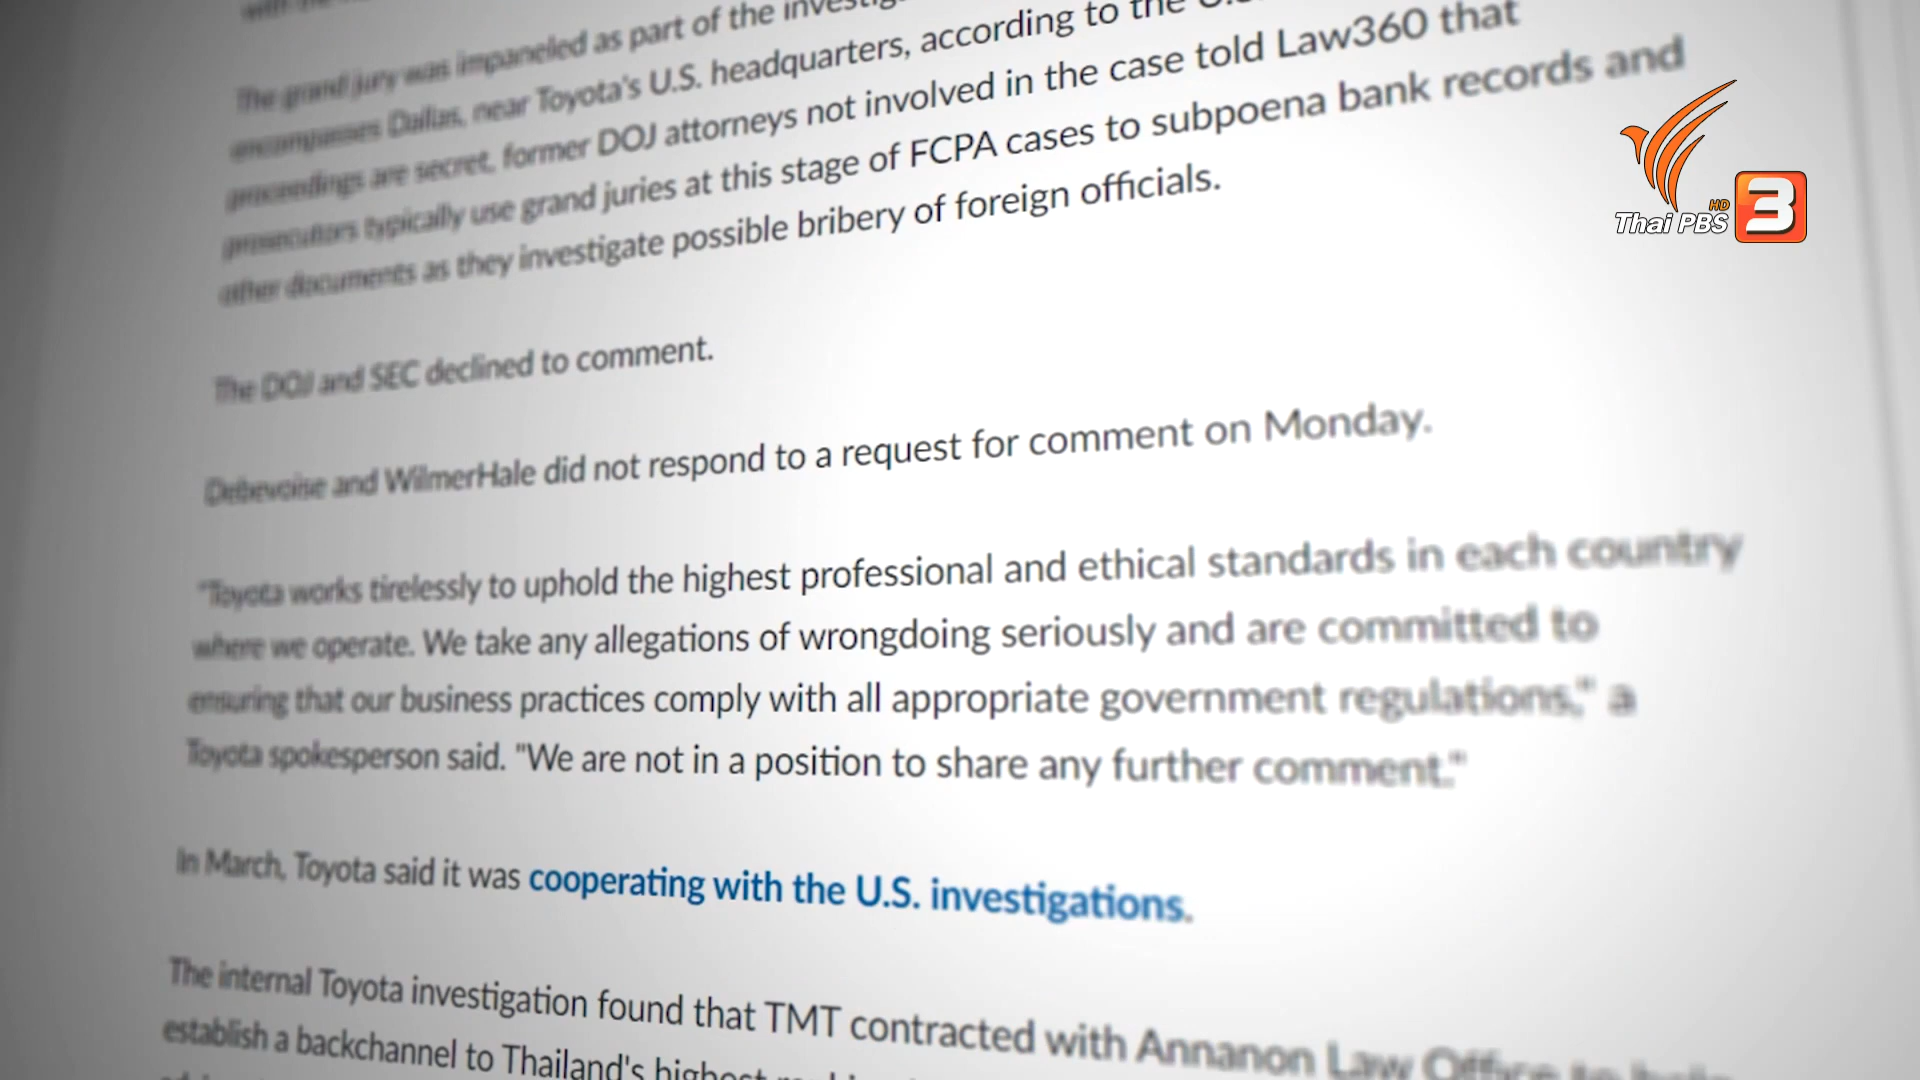 with the
The grand jury was impaneled as part of the
encompasses Dallas, near Toyota's U.S. headquarters, according to the
proceedings are secret, former DOJ attorneys not involved in the case told Law360 that
prosecutors typically use grand juries at this stage of FCPA cases to subpoena bank records and
other documents as they investigate possible bribery of foreign officials.
The DOJ and SEC declined to comment.
Debevoise and WilmerHale did not respond to a request for comment on Monday.
"Toyota works tirelessly to uphold the highest professional and ethical standards in each country
where we operate. We take any allegations of wrongdoing seriously and are committed to
ensuring that our business practices comply with all appropriate government regulations," a
Toyota spokesperson said. "We are not in a position to share any further comment."
In March, Toyota said it was cooperating with the U.S. investigations.
The internal Toyota investigation found that TMT contracted with Annanon Law Office to help
establish a backchannel to Thailand's highest
Thai PBS HD 3